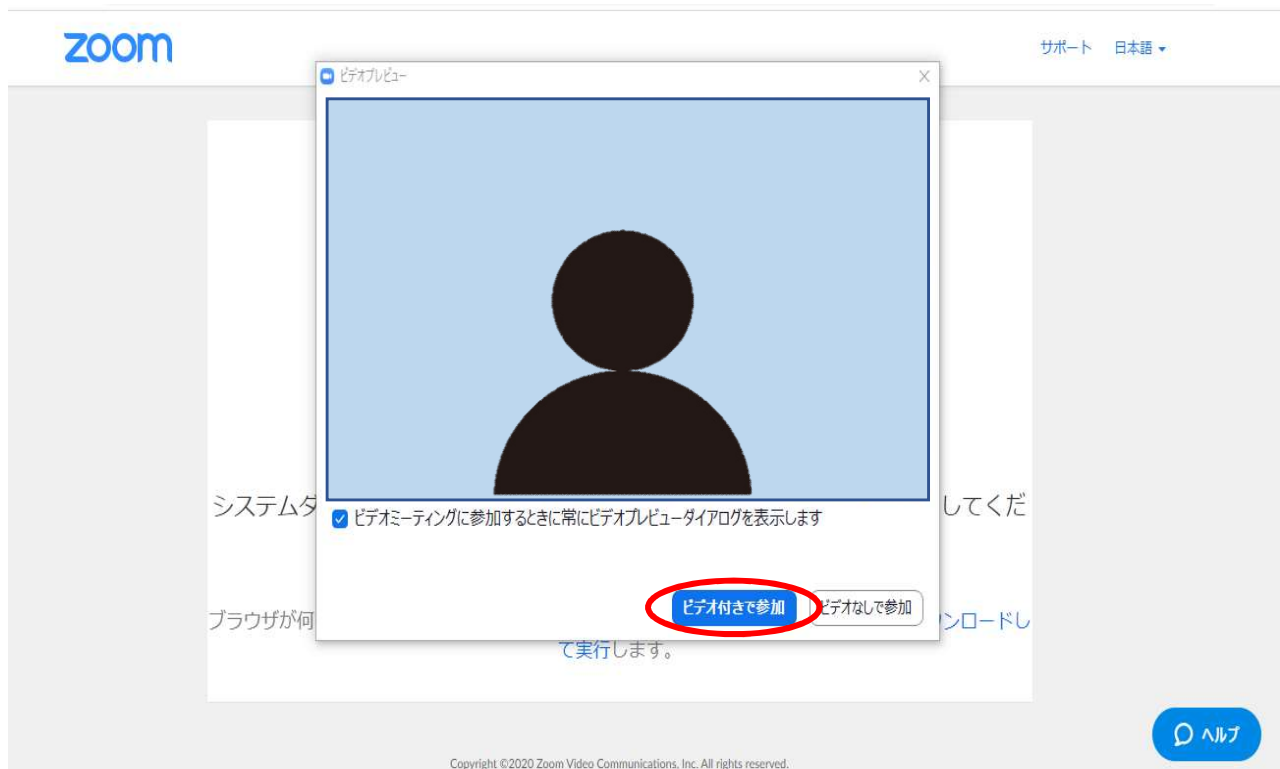 zoom
サポート 日本語
ビデオプレビュー
システムダ
してくだ
ビデオミーティングに参加するときに常にビデオプレビューダイアログを表示します
ビデオ付きで参加 ビデオなしで参加
ブラウザが何
ンロードし
て実行します。
ヘルプ
Copyright ©2020 Zoom Video Communications, Inc. All rights reserved.